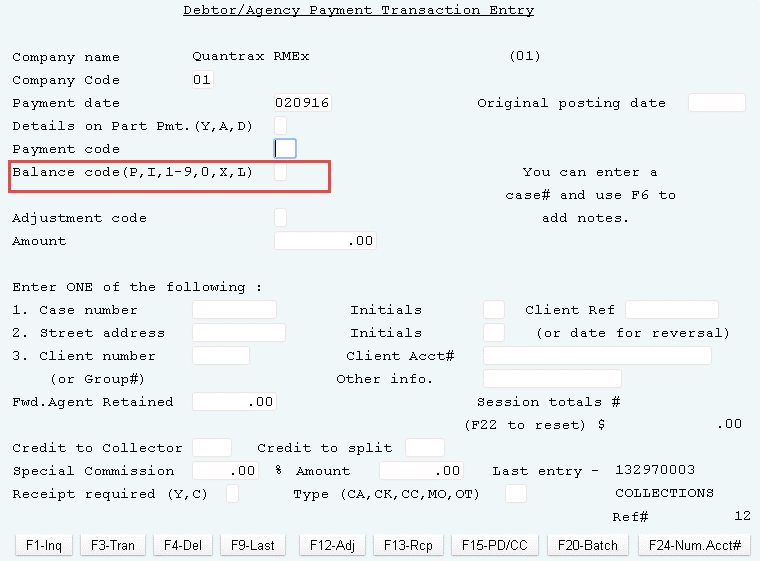 Debtor/Agency Payment Transaction Entry
Company name Quantrax RMEx (01)
Company Code 01
Payment date 020916 Original posting date
Details on Part Pmt.(Y,A,D)
Payment code
Balance code(P,I,1-9,0,X,L) You can enter a
case# and use F6 to
Adjustment code add notes.
Amount .00
Enter ONE of the following :
1. Case number Initials Client Ref
2. Street address Initials (or date for reversal)
3. Client number Client Acct#
(or Group#) Other info.
Fwd.Agent Retained .00 Session totals #
(F22 to reset) $ .00
Credit to Collector Credit to split
Special Commission .00 % Amount .00 Last entry - 132970003
Receipt required (Y,C) Type (CA,CK,CC,MO,OT) COLLECTIONS
Ref# 12
F1-Inq F3-Tran F4-Del F9-Last F12-Adj F13-Rcp F15-PD/CC F20-Batch F24-Num.Acct#